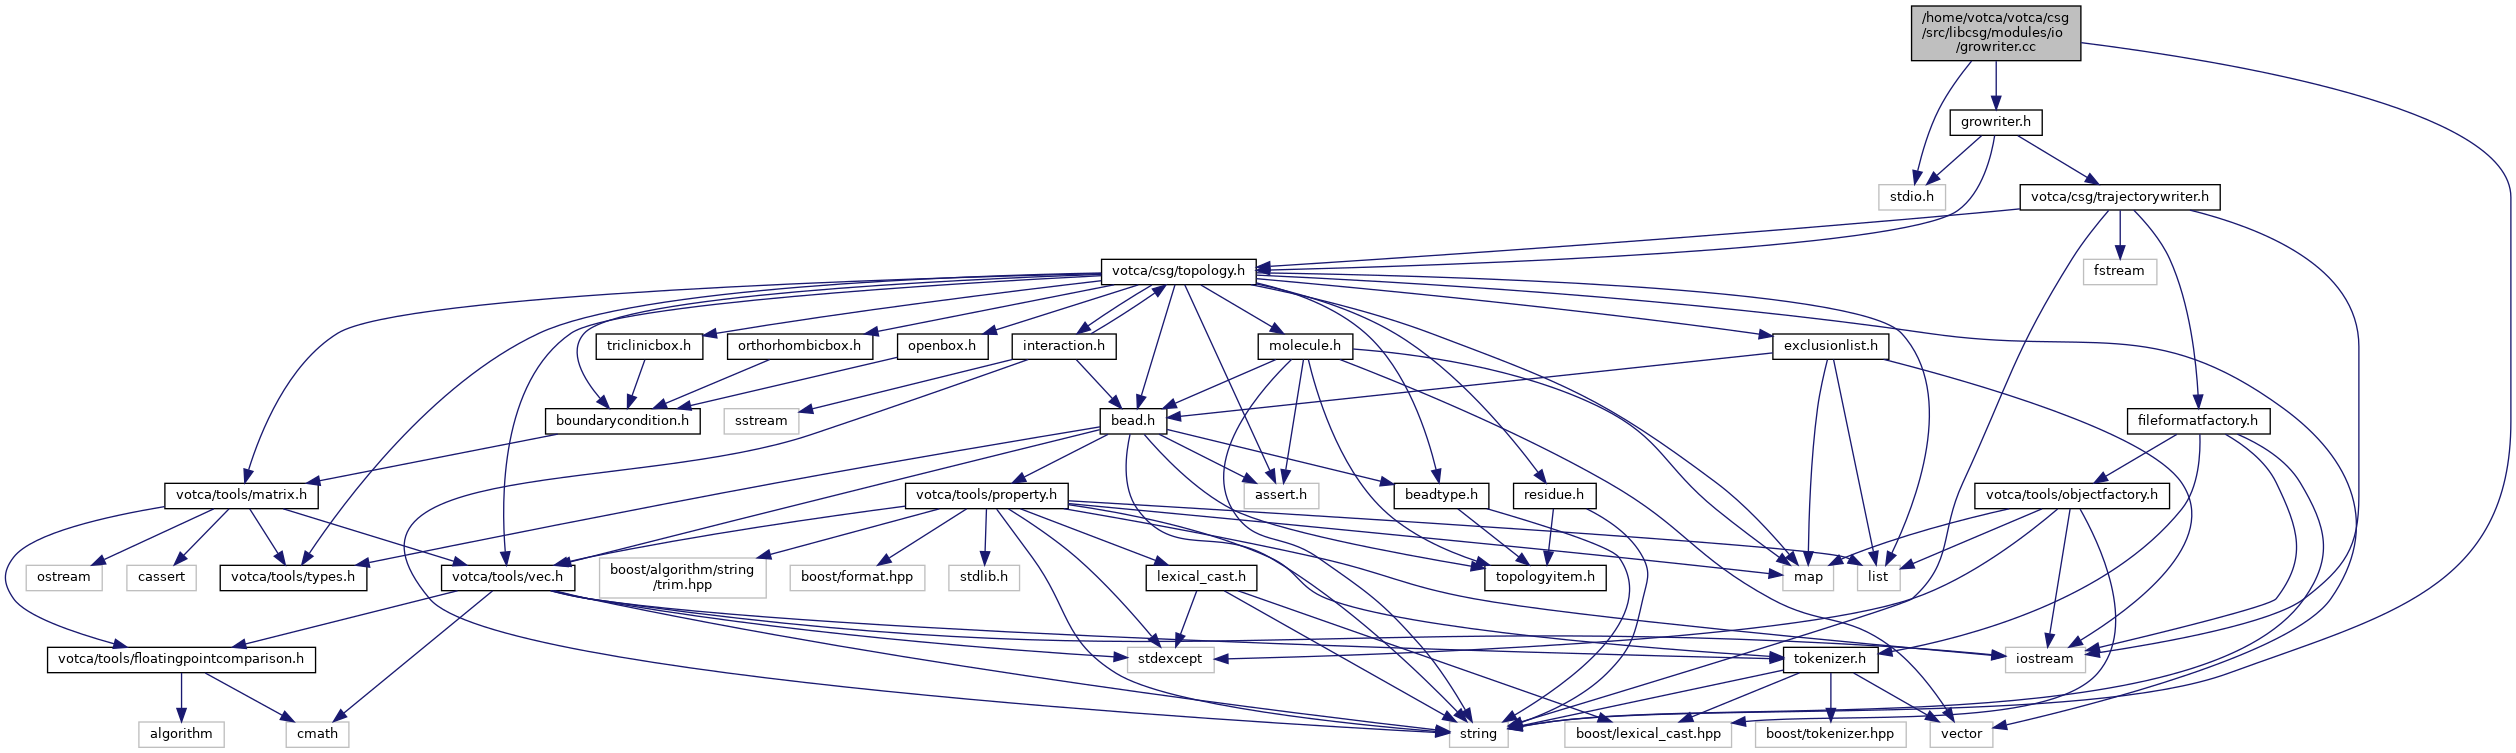 /home/votca/votca/csg
/src/libcsg/modules/io
/growriter.cc
growriter.h
stdio.h
votca/csg/trajectorywriter.h
votca/csg/topology.h
fstream
triclinicbox.h
orthorhombicbox.h
openbox.h
interaction.h
molecule.h
exclusionlist.h
boundarycondition.h
sstream
bead.h
fileformatfactory.h
votca/tools/matrix.h
votca/tools/property.h
assert.h
beadtype.h
residue.h
votca/tools/objectfactory.h
ostream
cassert
votca/tools/types.h
votca/tools/vec.h
boost/algorithm/string
/trim.hpp
boost/format.hpp
stdlib.h
lexical_cast.h
topologyitem.h
map
list
votca/tools/floatingpointcomparison.h
stdexcept
tokenizer.h
iostream
algorithm
cmath
string
boost/lexical_cast.hpp
boost/tokenizer.hpp
vector